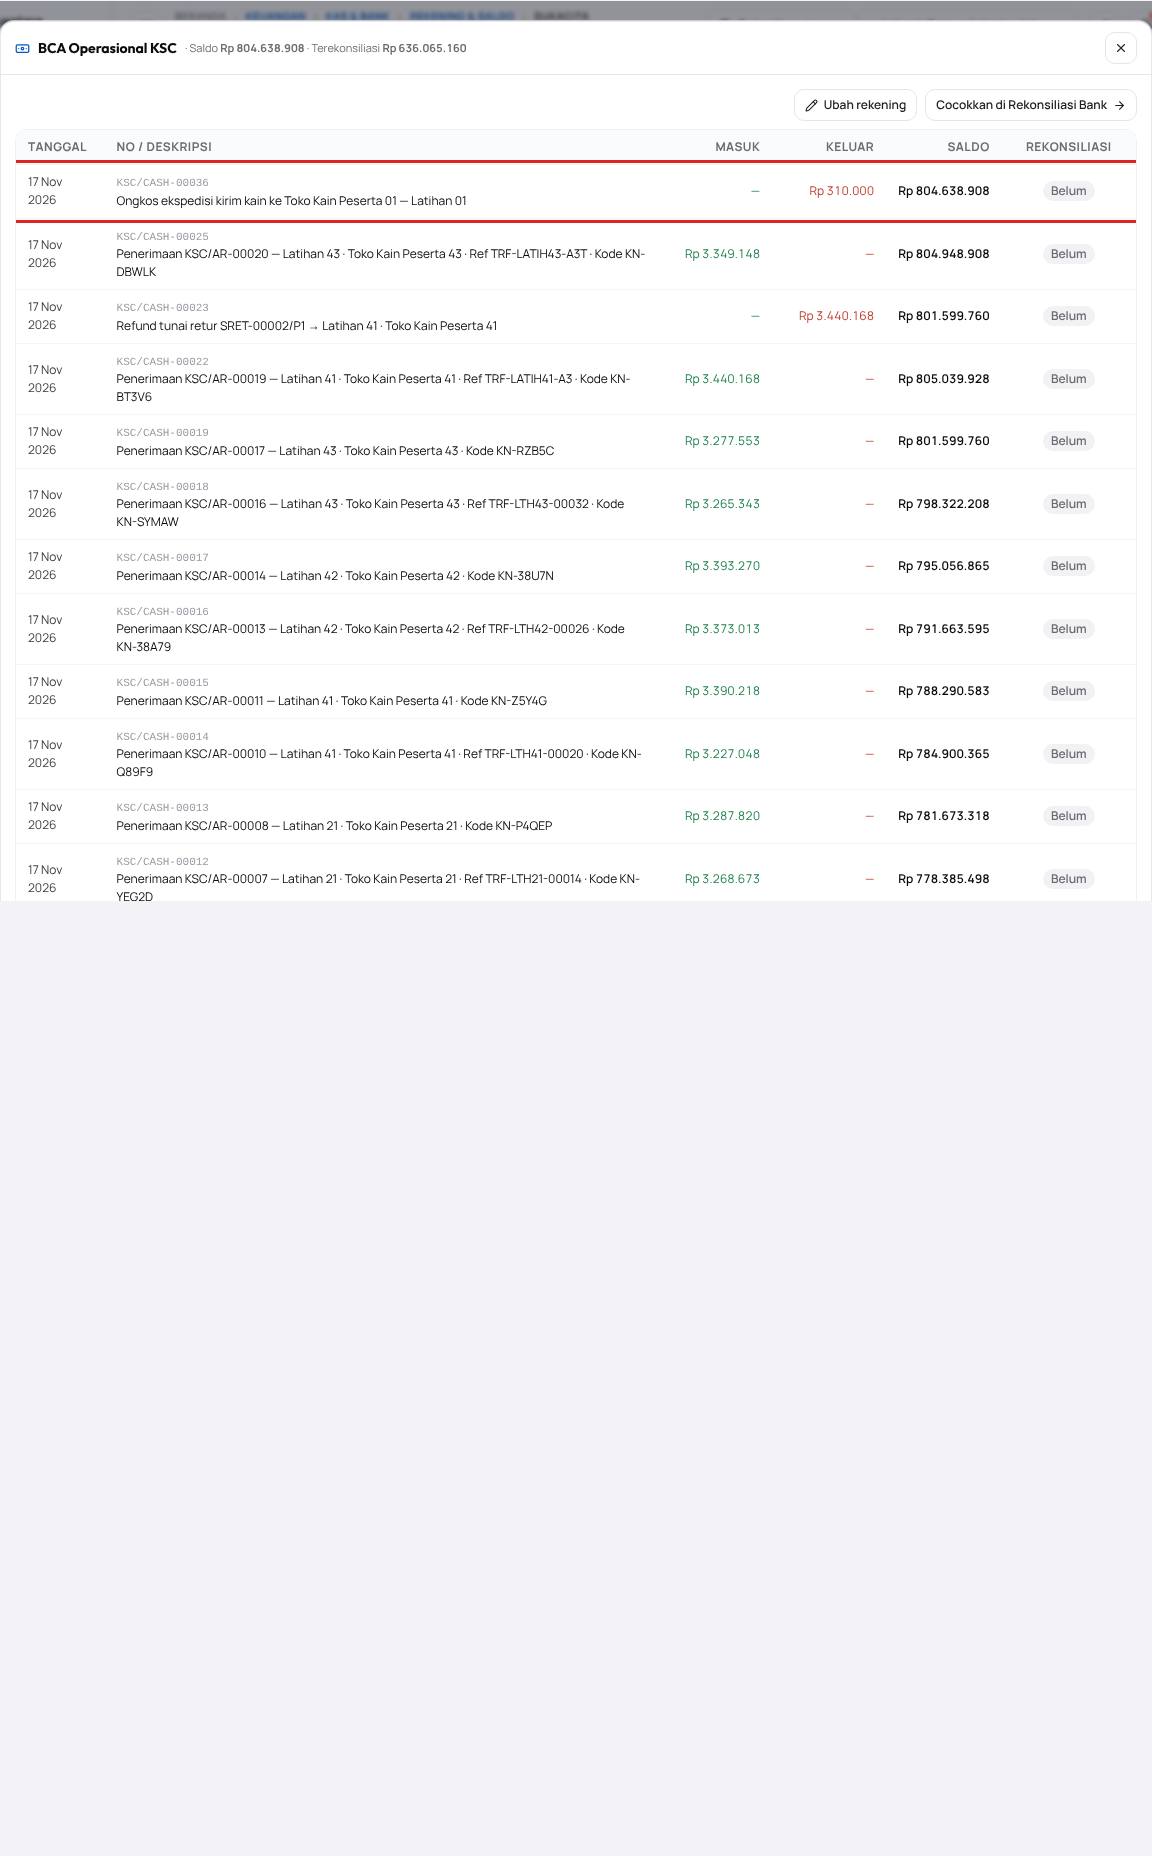 BERANDA KEUANGAN KAS & BANK REKENING & SALDO
BCA Operasional KSC · Saldo Rp 804.638.908 · Terekonsiliasi Rp 636.065.160
Ubah rekening
Cocokkan di Rekonsiliasi Bank →
TANGGAL NO / DESKRIPSI MASUK KELUAR SALDO REKONSILIASI
17 Nov 2026
KSC/CASH-00036
Ongkos ekspedisi kirim kain ke Toko Kain Peserta 01 — Latihan 01
— Rp 310.000 Rp 804.638.908 Belum
17 Nov 2026
KSC/CASH-00025
Penerimaan KSC/AR-00020 — Latihan 43 · Toko Kain Peserta 43 · Ref TRF-LATIH43-A3T · Kode KN-
DBWLK
Rp 3.349.148 — Rp 804.948.908 Belum
17 Nov 2026
KSC/CASH-00023
Refund tunai retur SRET-00002/P1 → Latihan 41 · Toko Kain Peserta 41
— Rp 3.440.168 Rp 801.599.760 Belum
17 Nov 2026
KSC/CASH-00022
Penerimaan KSC/AR-00019 — Latihan 41 · Toko Kain Peserta 41 · Ref TRF-LATIH41-A3 · Kode KN-
BT3V6
Rp 3.440.168 — Rp 805.039.928 Belum
17 Nov 2026
KSC/CASH-00019
Penerimaan KSC/AR-00017 — Latihan 43 · Toko Kain Peserta 43 · Kode KN-RZB5C
Rp 3.277.553 — Rp 801.599.760 Belum
17 Nov 2026
KSC/CASH-00018
Penerimaan KSC/AR-00016 — Latihan 43 · Toko Kain Peserta 43 · Ref TRF-LTH43-00032 · Kode
KN-SYMAW
Rp 3.265.343 — Rp 798.322.208 Belum
17 Nov 2026
KSC/CASH-00017
Penerimaan KSC/AR-00014 — Latihan 42 · Toko Kain Peserta 42 · Kode KN-38U7N
Rp 3.393.270 — Rp 795.056.865 Belum
17 Nov 2026
KSC/CASH-00016
Penerimaan KSC/AR-00013 — Latihan 42 · Toko Kain Peserta 42 · Ref TRF-LTH42-00026 · Kode
KN-38A79
Rp 3.373.013 — Rp 791.663.595 Belum
17 Nov 2026
KSC/CASH-00015
Penerimaan KSC/AR-00011 — Latihan 41 · Toko Kain Peserta 41 · Kode KN-Z5Y4G
Rp 3.390.218 — Rp 788.290.583 Belum
17 Nov 2026
KSC/CASH-00014
Penerimaan KSC/AR-00010 — Latihan 41 · Toko Kain Peserta 41 · Ref TRF-LTH41-00020 · Kode KN-
Q89F9
Rp 3.227.048 — Rp 784.900.365 Belum
17 Nov 2026
KSC/CASH-00013
Penerimaan KSC/AR-00008 — Latihan 21 · Toko Kain Peserta 21 · Kode KN-P4QEP
Rp 3.287.820 — Rp 781.673.318 Belum
17 Nov 2026
KSC/CASH-00012
Penerimaan KSC/AR-00007 — Latihan 21 · Toko Kain Peserta 21 · Ref TRF-LTH21-00014 · Kode KN-
YEG2D
Rp 3.268.673 — Rp 778.385.498 Belum